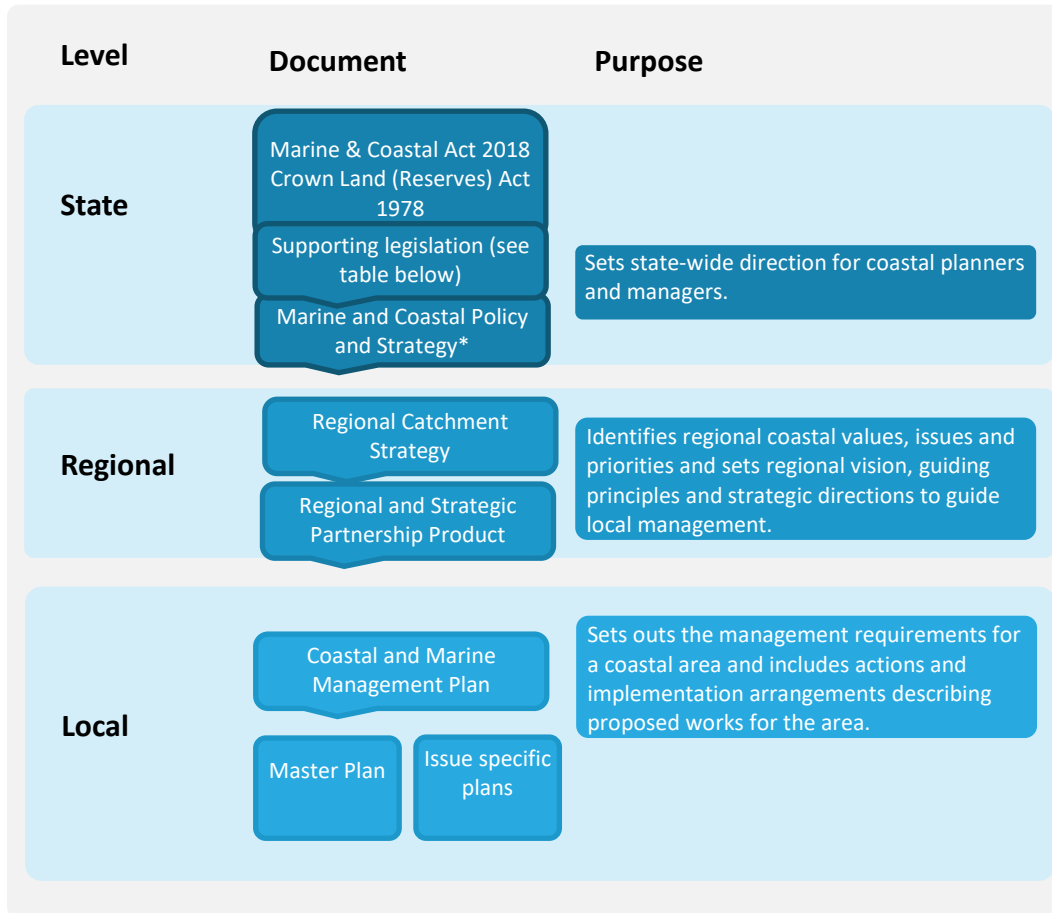 Level
Document
Purpose
State
Marine & Coastal Act 2018
Crown Land (Reserves) Act
1978
Supporting legislation (see
table below)
Marine and Coastal Policy
and Strategy*
Sets state-wide direction for coastal planners
and managers.
Regional
Regional Catchment
Strategy
Regional and Strategic
Partnership Product
Identifies regional coastal values, issues and
priorities and sets regional vision, guiding
principles and strategic directions to guide
local management.
Local
Coastal and Marine
Management Plan
Master Plan
Issue specific
plans
Sets outs the management requirements for
a coastal area and includes actions and
implementation arrangements describing
proposed works for the area.